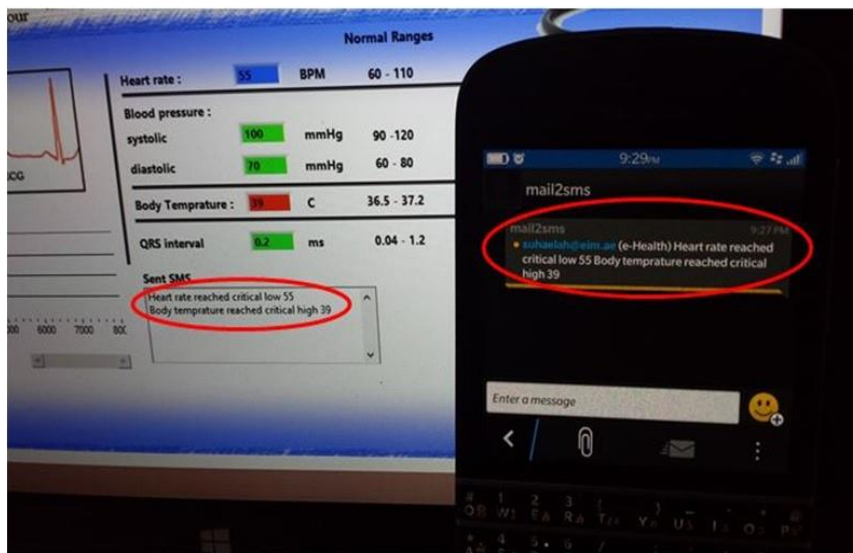 our
Normal Ranges
Heart rate : 55 BPM 60 - 110
Blood pressure :
systolic 100 mmHg 90 -120
diastolic 70 mmHg 60 - 80
Body Temprature : 39 C 36.5 - 37.2
QRS interval 0.2 ms 0.04 - 1.2
Sent SMS
Heart rate reached critical low 55
Body temprature reached critical high 39
6000 7000 800
9:29PM
mail2sms
mail2sms 9:27 PM
suhaelah@eim.ae (e-Health) Heart rate reached
critical low 55 Body temprature reached critical
high 39
Enter a message